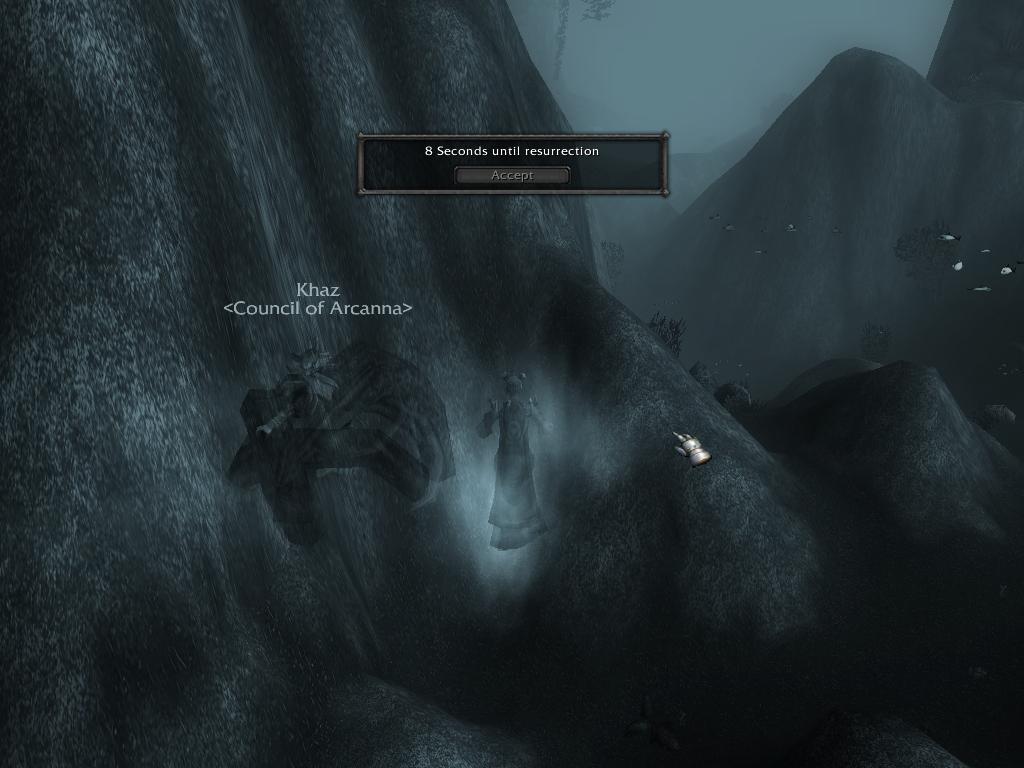 8 Seconds until resurrection
Accept
Khaz
<Council of Arcanna>